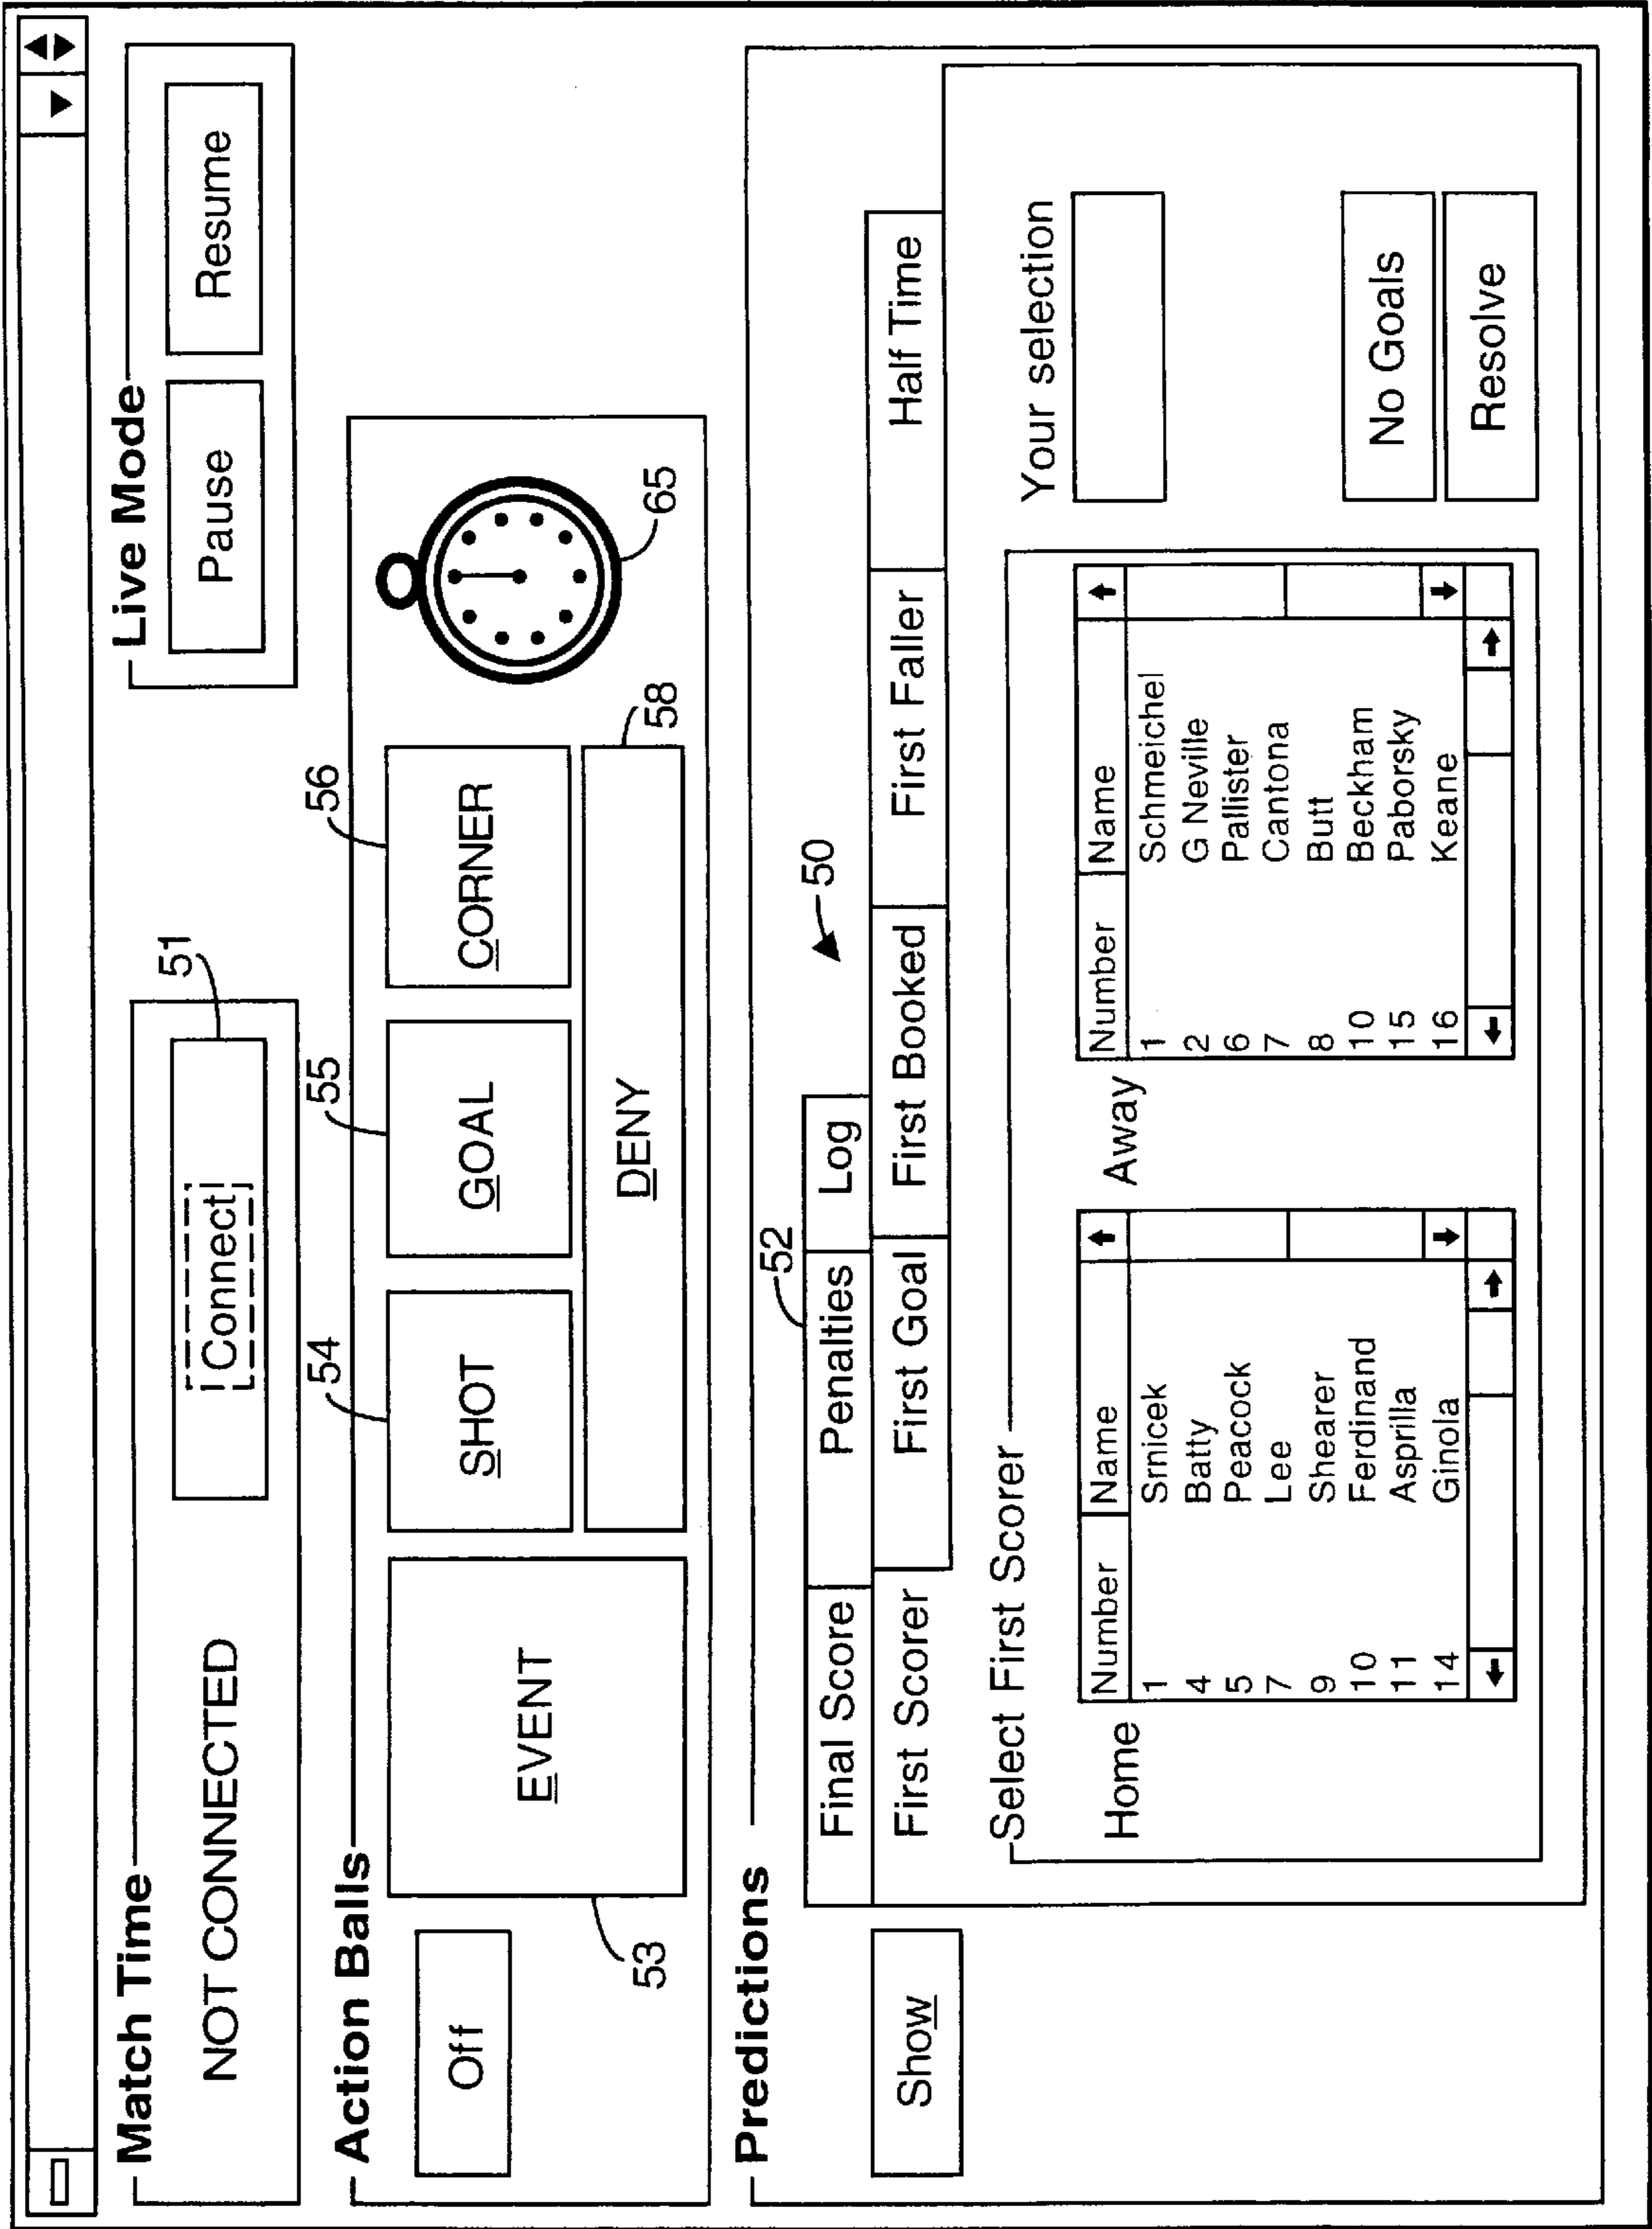 Match Time
NOT CONNECTED
Connect
51
Live Mode
Pause
Resume
Action Balls
Off
EVENT
53
54
SHOT
55
GOAL
56
CORNER
DENY
58
65
Predictions
Show
50
52
Final Score Penalties Log
First Scorer First Goal First Booked First Faller Half Time
Select First Scorer
Home
Number Name
1 Srnicek
4 Batty
5 Peacock
7 Lee
9 Shearer
10 Ferdinand
11 Asprilla
14 Ginola
Away
Number Name
1 Schmeichel
2 G Neville
6 Pallister
7 Cantona
8 Butt
10 Beckham
15 Paborsky
16 Keane
Your selection
No Goals
Resolve